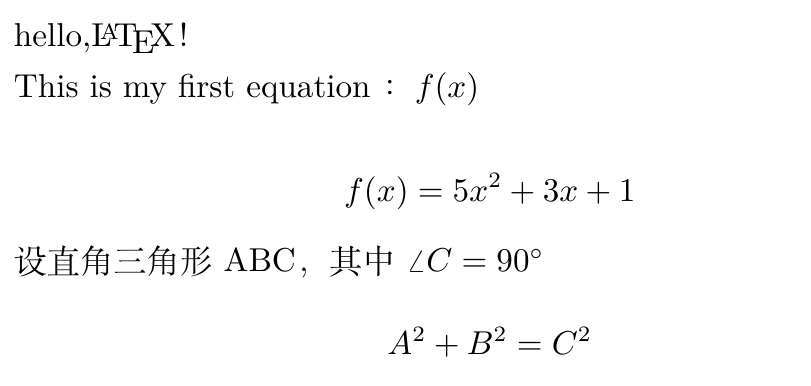 hello,LATEX!
This is my first equation：f(x)
f(x) = 5x² + 3x + 1
设直角三角形 ABC，其中 ∠C = 90°
A² + B² = C²